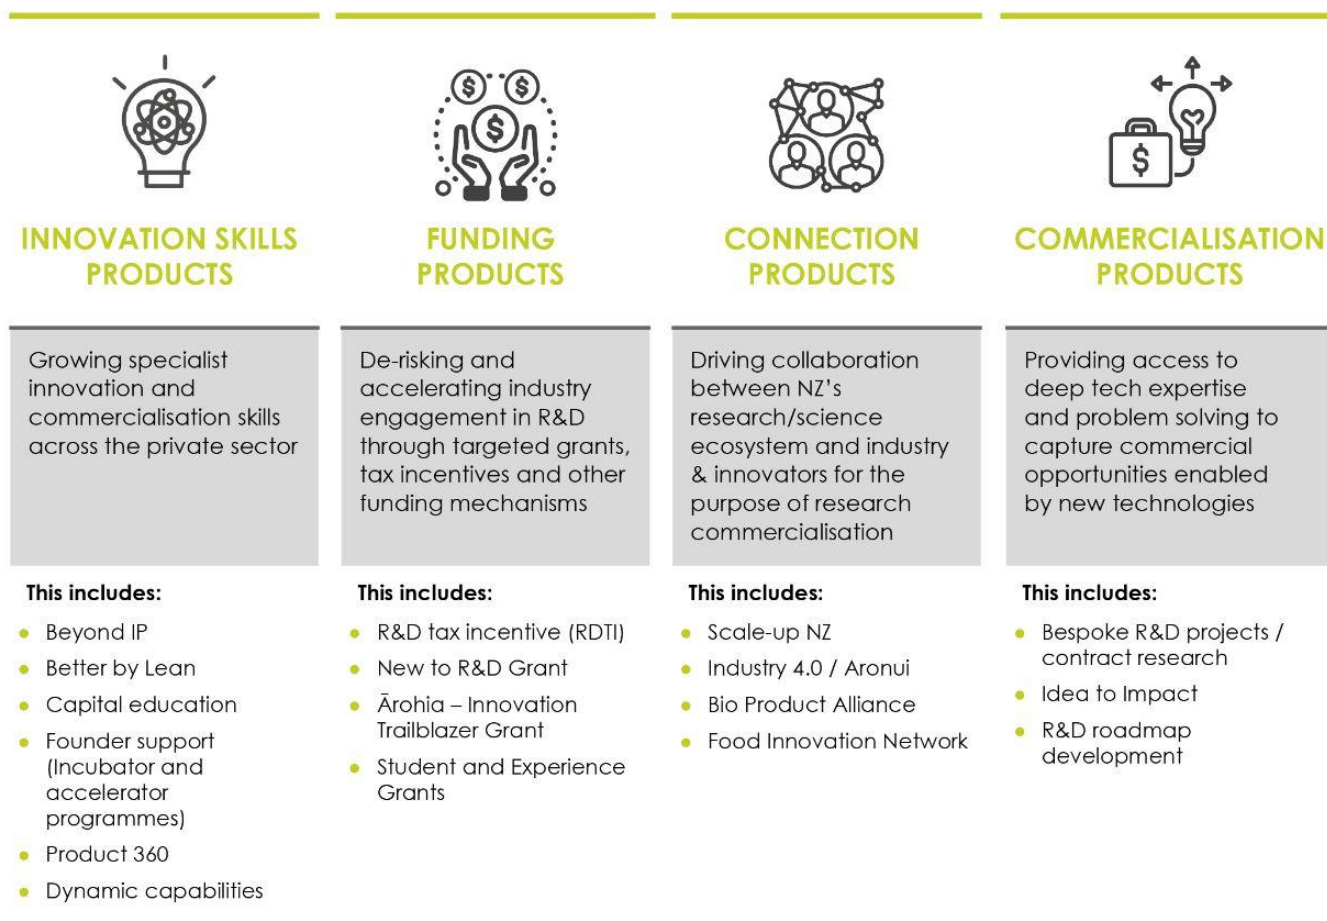 INNOVATION SKILLS
PRODUCTS
Growing specialist
innovation and
commercialisation skills
across the private sector
This includes:
• Beyond IP
• Better by Lean
• Capital education
• Founder support
(Incubator and
accelerator
programmes)
• Product 360
• Dynamic capabilities
FUNDING
PRODUCTS
De-risking and
accelerating industry
engagement in R&D
through targeted grants,
tax incentives and other
funding mechanisms
This includes:
• R&D tax incentive (RDTI)
• New to R&D Grant
• Ārohia – Innovation
Trailblazer Grant
• Student and Experience
Grants
CONNECTION
PRODUCTS
Driving collaboration
between NZ's
research/science
ecosystem and industry
& innovators for the
purpose of research
commercialisation
This includes:
• Scale-up NZ
• Industry 4.0 / Aronui
• Bio Product Alliance
• Food Innovation Network
COMMERCIALISATION
PRODUCTS
Providing access to
deep tech expertise
and problem solving to
capture commercial
opportunities enabled
by new technologies
This includes:
• Bespoke R&D projects /
contract research
• Idea to Impact
• R&D roadmap
development